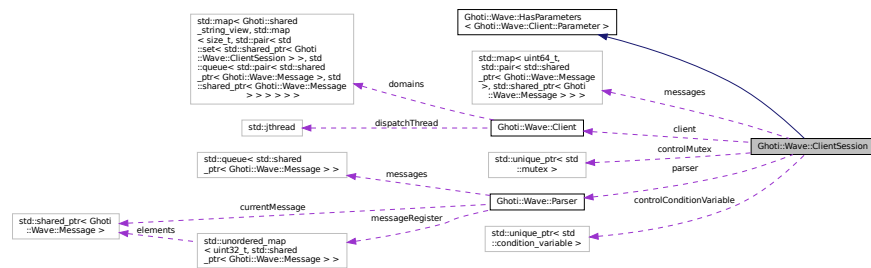 Ghoti::Wave::HasParameters
< Ghoti::Wave::Client::Parameter >
std::map< Ghoti::shared
_string_view, std::map
< size_t, std::pair< std
::set< std::shared_ptr< Ghoti
::Wave::ClientSession > >, std
::queue< std::pair< std::shared
_ptr< Ghoti::Wave::Message >, std
::shared_ptr< Ghoti::Wave::Message
> > > > > >
std::map< uint64_t,
std::pair< std::shared
_ptr< Ghoti::Wave::Message
>, std::shared_ptr< Ghoti
::Wave::Message > > >
domains
messages
std::jthread
dispatchThread
Ghoti::Wave::Client
client
Ghoti::Wave::ClientSession
controlMutex
std::unique_ptr< std
::mutex >
parser
std::queue< std::shared
_ptr< Ghoti::Wave::Message > >
messages
Ghoti::Wave::Parser
controlConditionVariable
currentMessage
messageRegister
std::shared_ptr< Ghoti
::Wave::Message >
elements
std::unordered_map
< uint32_t, std::shared
_ptr< Ghoti::Wave::Message > >
std::unique_ptr< std
::condition_variable >